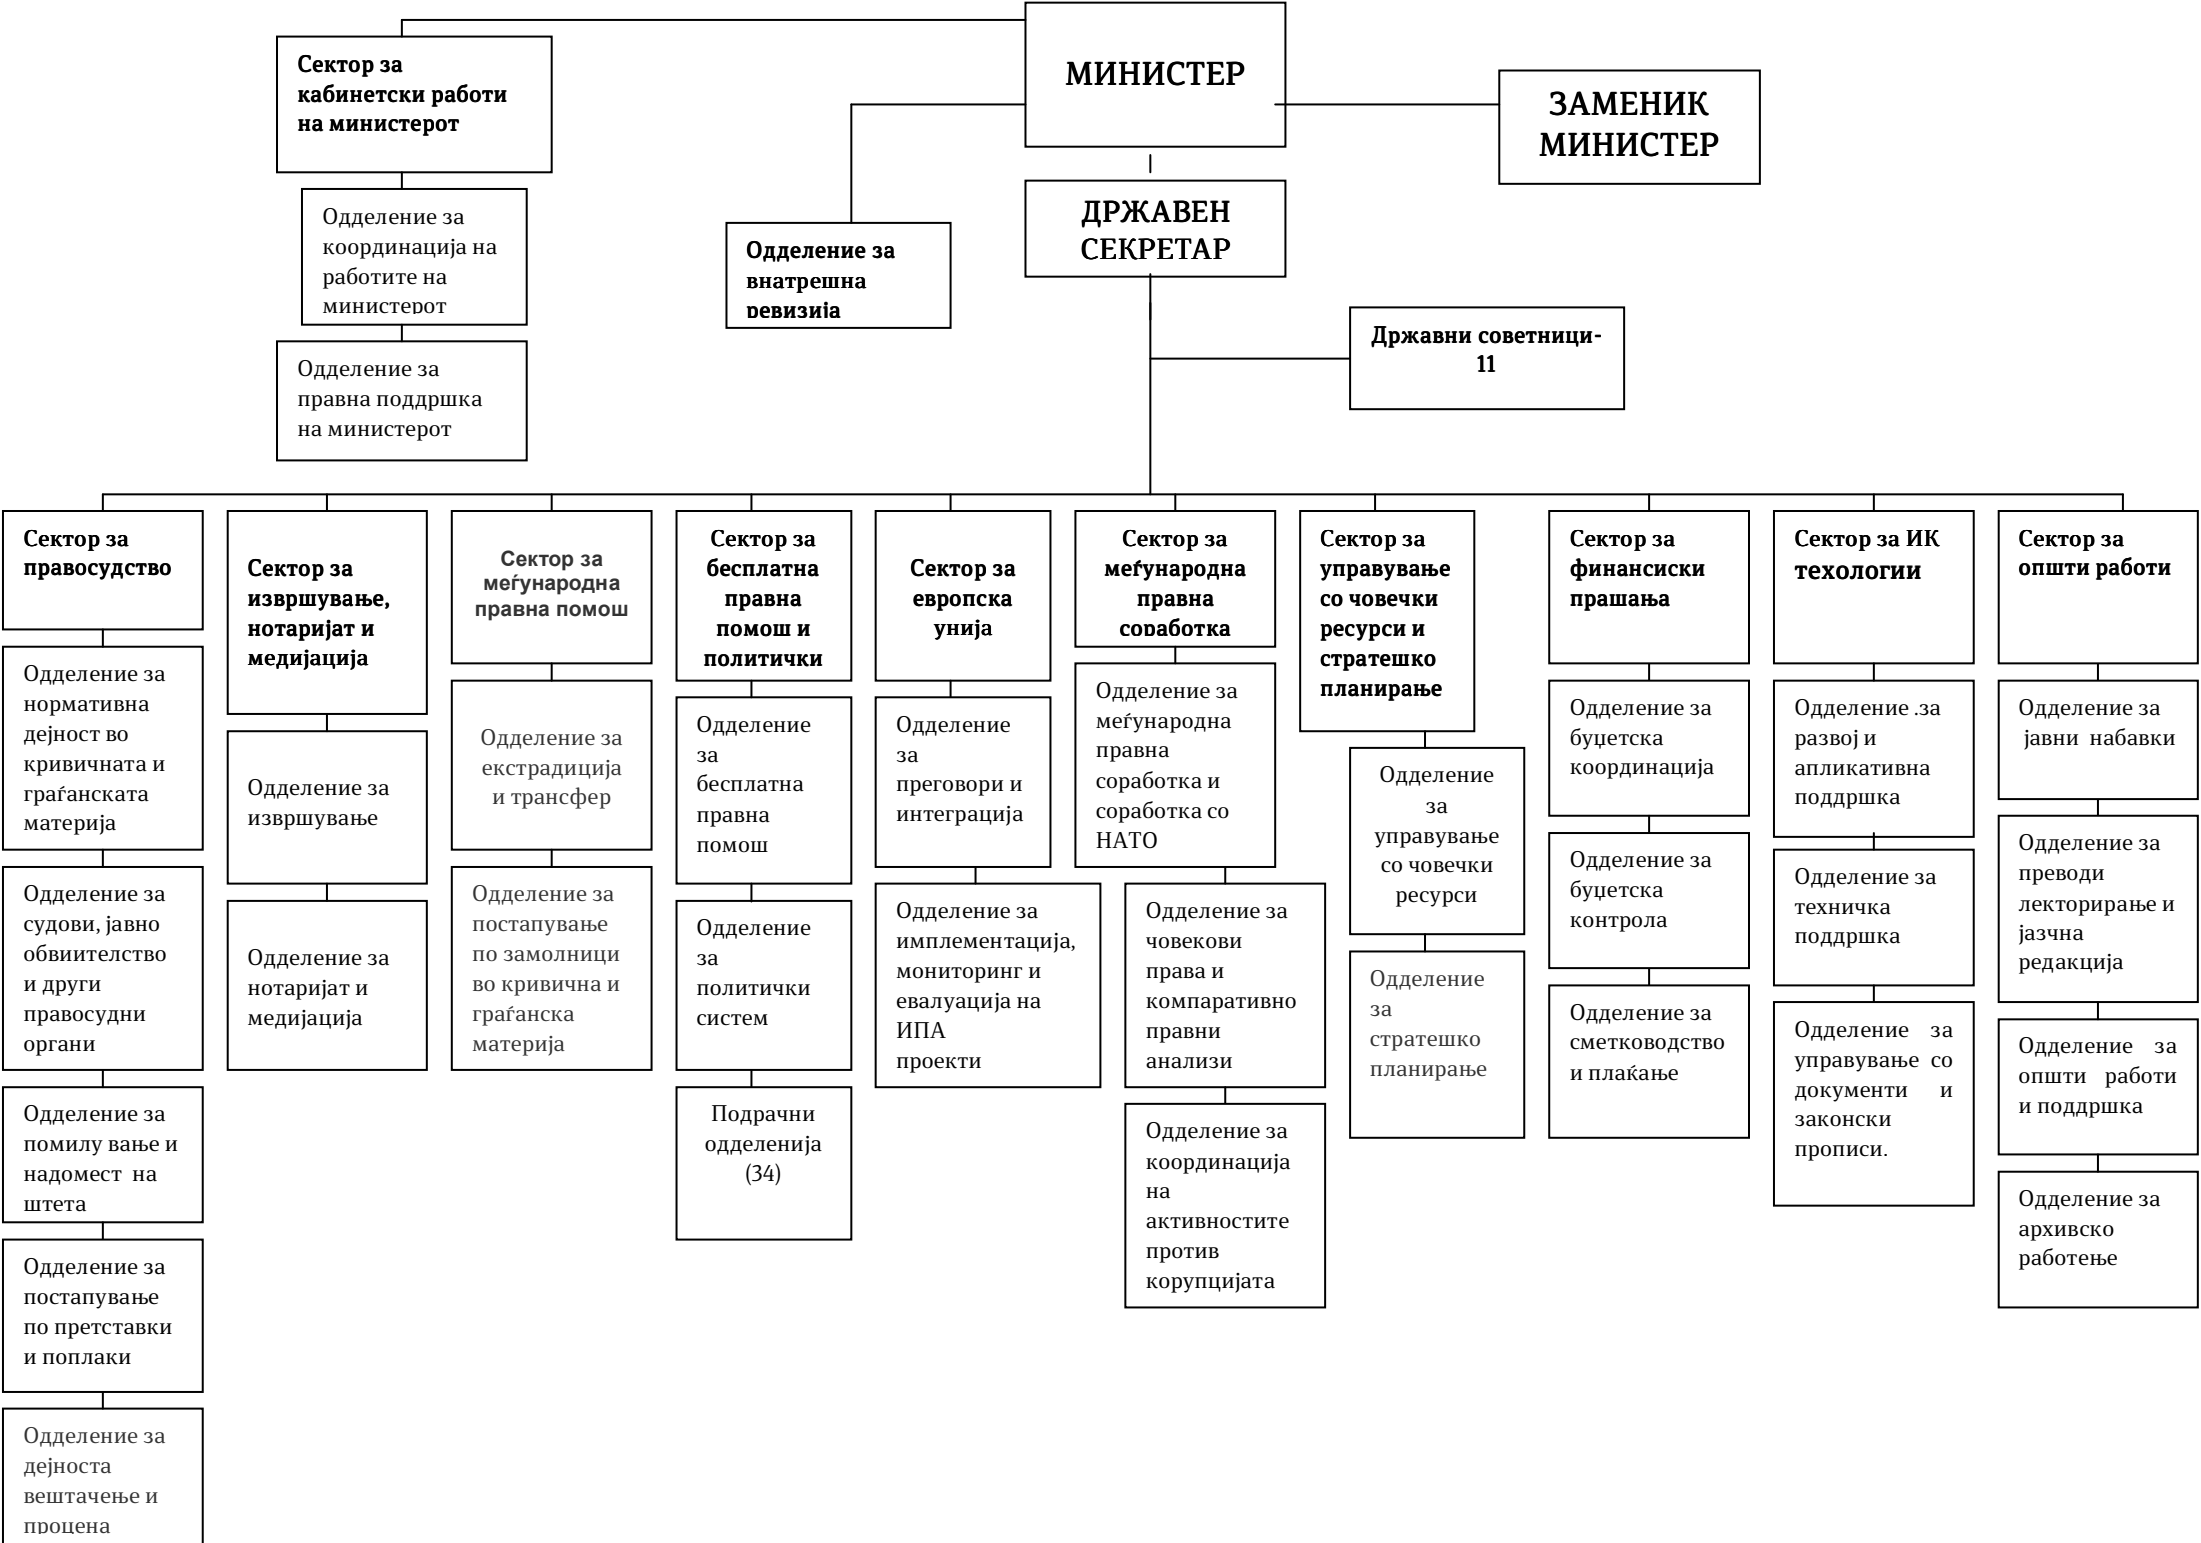 МИНИСТЕР
ЗАМЕНИК
МИНИСТЕР
Сектор за
кабинетски работи
на министерот
Одделение за
координација на
работите на
министерот
Одделение за
правна поддршка
на министерот
Одделение за
внатрешна
ревизија
ДРЖАВЕН
СЕКРЕТАР
Државни советници-
11
Сектор за
правосудство
Одделение за
нормативна
дејност во
кривичната и
граѓанската
материја
Одделение за
судови, јавно
обвиителство
и други
правосудни
органи
Одделение за
помилу вање и
надомест на
штета
Одделение за
постапување
по претставки
и поплаки
Одделение за
дејноста
вештачење и
процена
Сектор за
извршување,
нотаријат и
медијација
Одделение за
извршување
Одделение за
нотаријат и
медијација
Сектор за
меѓународна
правна помош
Одделение за
екстрадиција
и трансфер
Одделение за
постапување
по замолници
во кривична и
граѓанска
материја
Сектор за
бесплатна
правна
помош и
политички
Одделение
за
бесплатна
правна
помош
Одделение
за
политички
систем
Подрачни
одделенија
(34)
Сектор за
европска
унија
Одделение
за
преговори и
интеграција
Одделение за
имплементација,
мониторинг и
евалуација на
ИПА
проекти
Сектор за
меѓународна
правна
соработка
Одделение за
меѓународна
правна
соработка и
соработка со
НАТО
Одделение за
човекови
права и
компаративно
правни
анализи
Одделение за
координација
на
активностите
против
корупцијата
Сектор за
управување
со човечки
ресурси и
стратешко
планирање
Одделение
за
управување
со човечки
ресурси
Одделение
за
стратешко
планирање
Сектор за
финансиски
прашања
Одделение за
буџетска
координација
Одделение за
буџетска
контрола
Одделение за
сметководство
и плаќање
Сектор за ИК
техологии
Одделение .за
развој и
апликативна
поддршка
Одделение за
техничка
поддршка
Одделение за
управување со
документи и
законски
прописи.
Сектор за
општи работи
Одделение за
јавни набавки
Одделение за
преводи
лекторирање и
јазчна
редакција
Одделение за
општи работи
и поддршка
Одделение за
архивско
работење